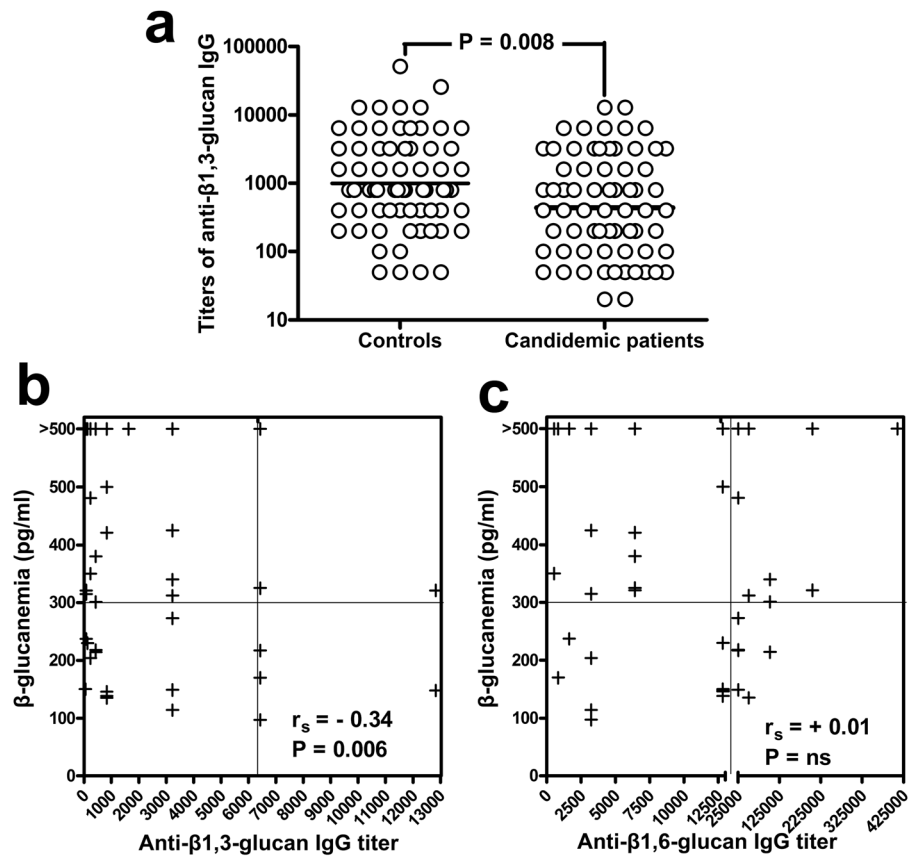 a
P = 0.008
Titers of anti-β1,3-glucan IgG
100000
10000
1000
100
10
Controls
Candidemic patients
b
β-glucanemia (pg/ml)
>500
500
400
300
200
100
0
r_s = - 0.34
P = 0.006
0
1000
2000
3000
4000
5000
6000
7000
8000
9000
10000
11000
12000
13000
Anti-β1,3-glucan IgG titer
c
β-glucanemia (pg/ml)
>500
500
400
300
200
100
0
r_s = + 0.01
P = ns
0
2500
5000
7500
10000
12500
25000
125000
225000
325000
425000
Anti-β1,6-glucan IgG titer